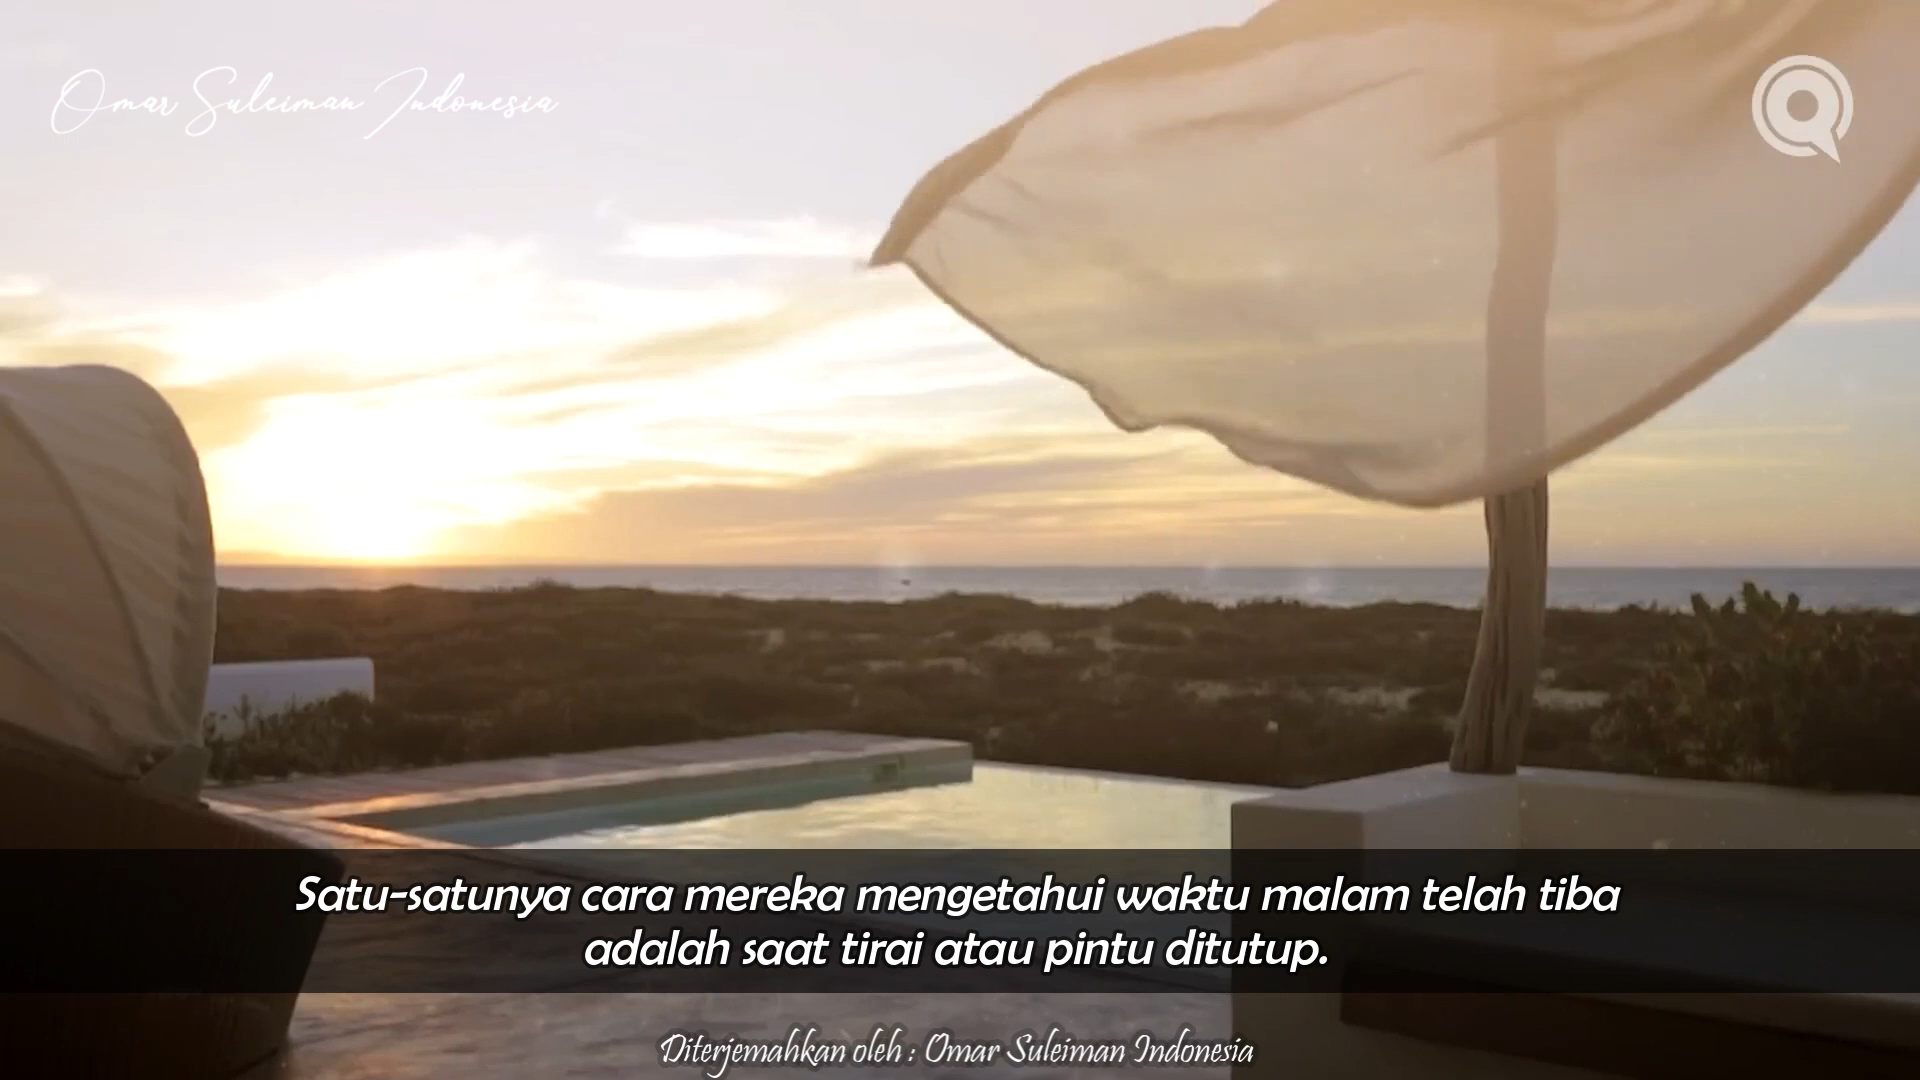 Omar Suleiman Indonesia
Satu-satunya cara mereka mengetahui waktu malam telah tiba
adalah saat tirai atau pintu ditutup.
Diterjemahkan oleh : Omar Suleiman Indonesia